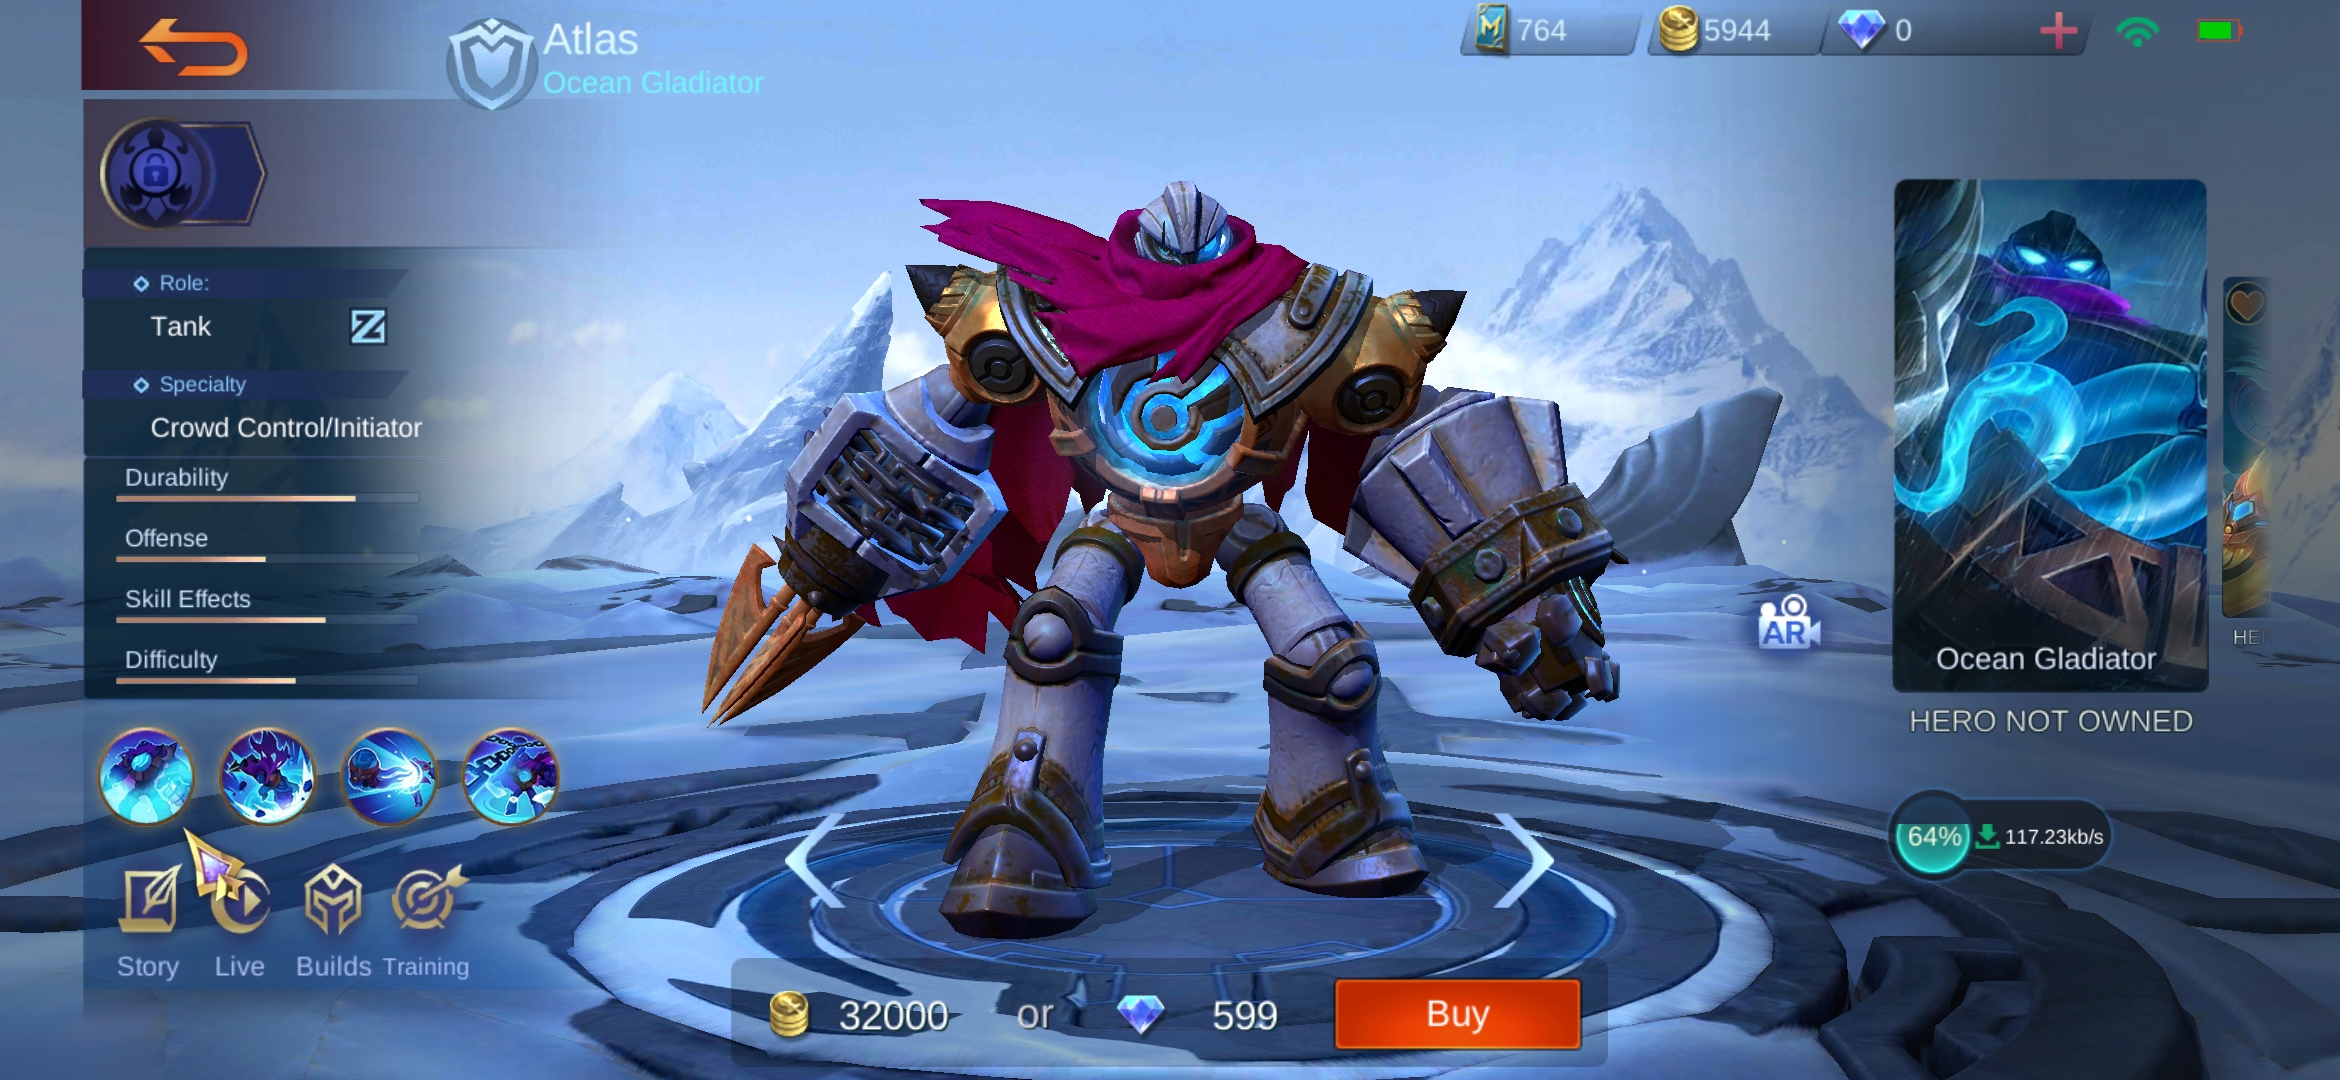 Atlas
Ocean Gladiator
764
5944
0
Role:
Tank
Specialty
Crowd Control/Initiator
Durability
Offense
Skill Effects
Difficulty
Story
Live
Builds
Training
AR
Ocean Gladiator
HERO NOT OWNED
64%
117.23kb/s
32000
or
599
Buy